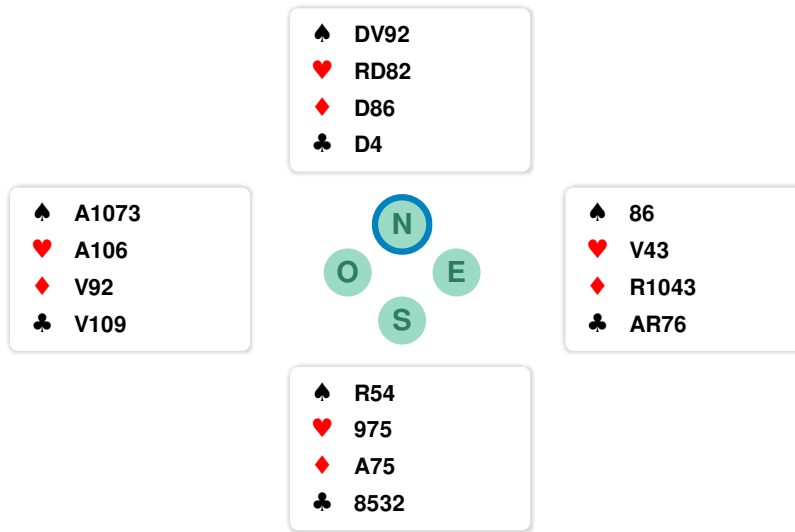 ♠ DV92
♥ RD82
♦ D86
♣ D4
♠ A1073
♥ A106
♦ V92
♣ V109
N
O E
S
♠ 86
♥ V43
♦ R1043
♣ AR76
♠ R54
♥ 975
♦ A75
♣ 8532